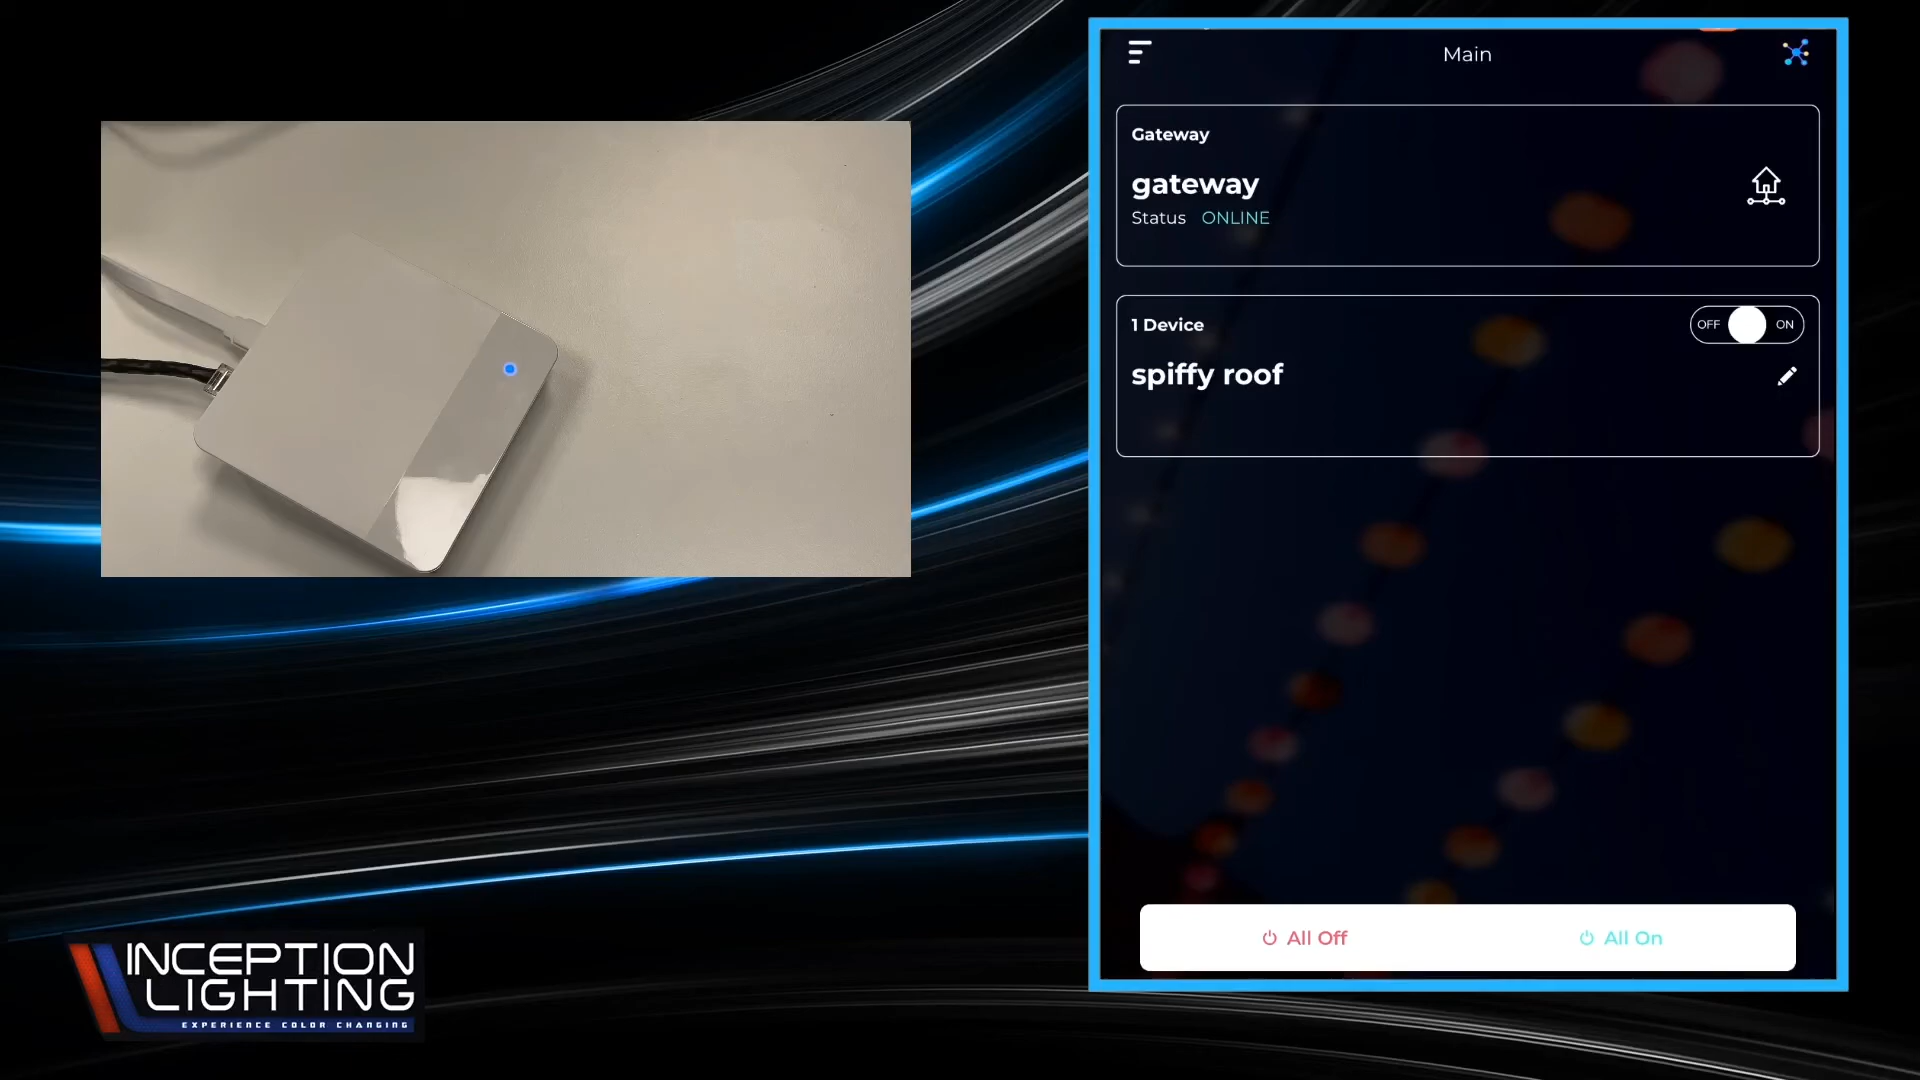 Main
Gateway
gateway
Status ONLINE
1 Device
OFF ON
spiffy roof
All Off All On
INCEPTION
LIGHTING
EXPERIENCE COLOR CHANGING